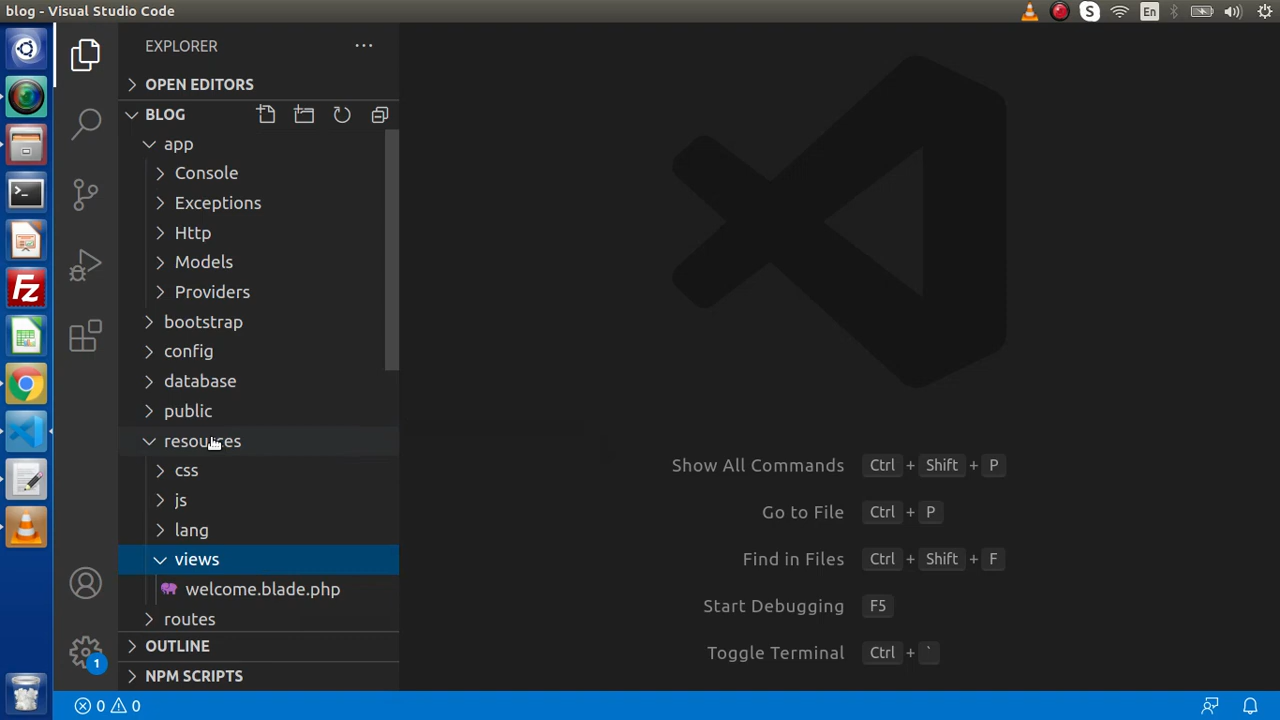 blog - Visual Studio Code
S
En
EXPLORER
OPEN EDITORS
BLOG
app
Console
Exceptions
Http
Models
Providers
bootstrap
config
database
public
resources
css
js
lang
views
welcome.blade.php
routes
OUTLINE
NPM SCRIPTS
Fz
1
Show All Commands Ctrl + Shift + P
Go to File Ctrl + P
Find in Files Ctrl + Shift + F
Start Debugging F5
Toggle Terminal Ctrl + `
0 0